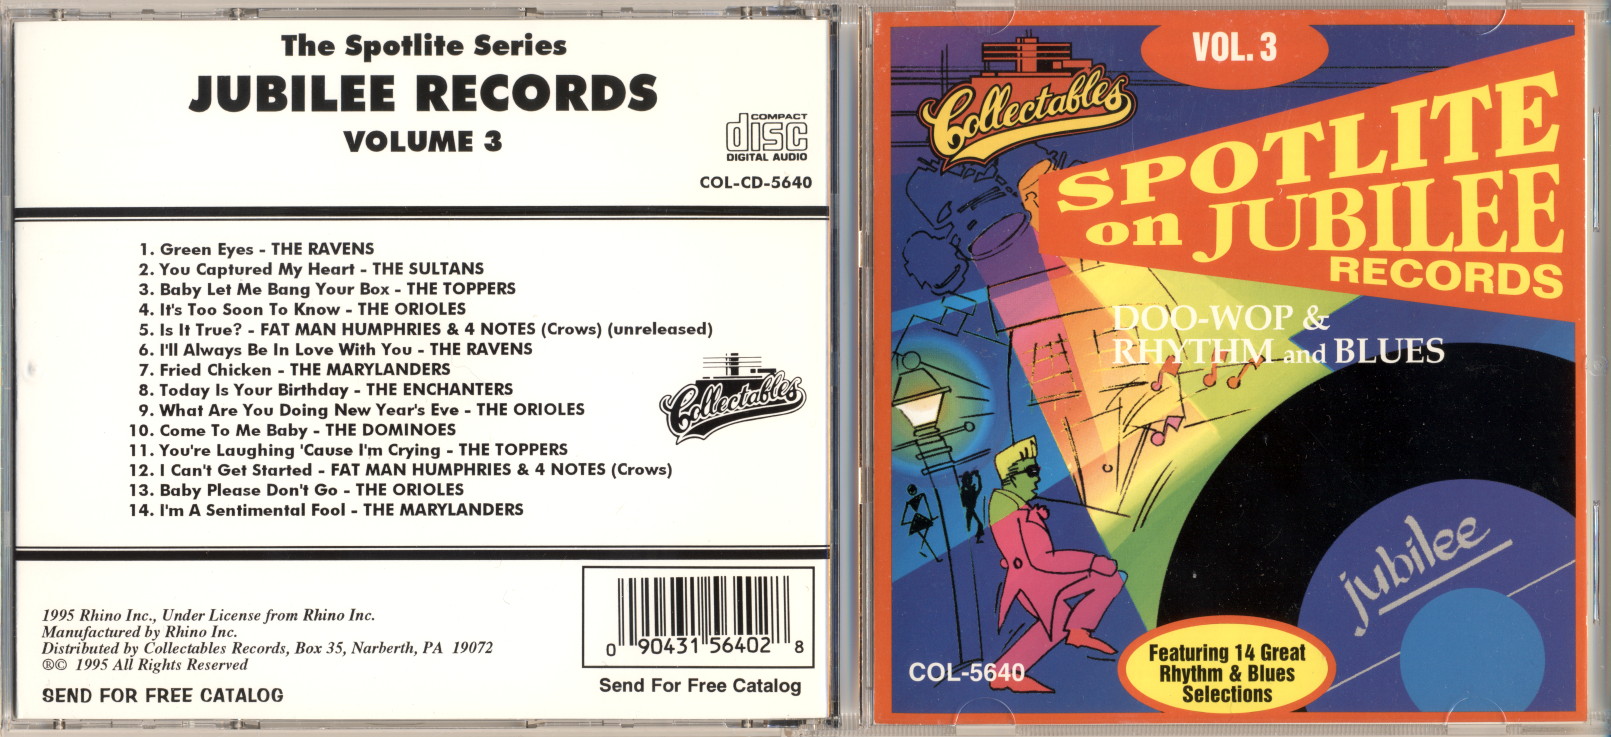 The Spotlite Series
JUBILEE RECORDS
VOLUME 3
COMPACT
disc
DIGITAL AUDIO
COL-CD-5640
1. Green Eyes - THE RAVENS
2. You Captured My Heart - THE SULTANS
3. Baby Let Me Bang Your Box - THE TOPPERS
4. It's Too Soon To Know - THE ORIOLES
5. Is It True? - FAT MAN HUMPHRIES & 4 NOTES (Crows) (unreleased)
6. I'll Always Be In Love With You - THE RAVENS
7. Fried Chicken - THE MARYLANDERS
8. Today Is Your Birthday - THE ENCHANTERS
9. What Are You Doing New Year's Eve - THE ORIOLES
10. Come To Me Baby - THE DOMINOES
11. You're Laughing 'Cause I'm Crying - THE TOPPERS
12. I Can't Get Started - FAT MAN HUMPHRIES & 4 NOTES (Crows)
13. Baby Please Don't Go - THE ORIOLES
14. I'm A Sentimental Fool - THE MARYLANDERS
Collectables
1995 Rhino Inc., Under License from Rhino Inc.
Manufactured by Rhino Inc.
Distributed by Collectables Records, Box 35, Narberth, PA 19072
®© 1995 All Rights Reserved
SEND FOR FREE CATALOG
0 90431 56402 8
Send For Free Catalog
VOL. 3
Collectables
SPOTLITE
on JUBILEE
RECORDS
DOO-WOP &
RHYTHM and BLUES
jubilee
COL-5640
Featuring 14 Great
Rhythm & Blues
Selections